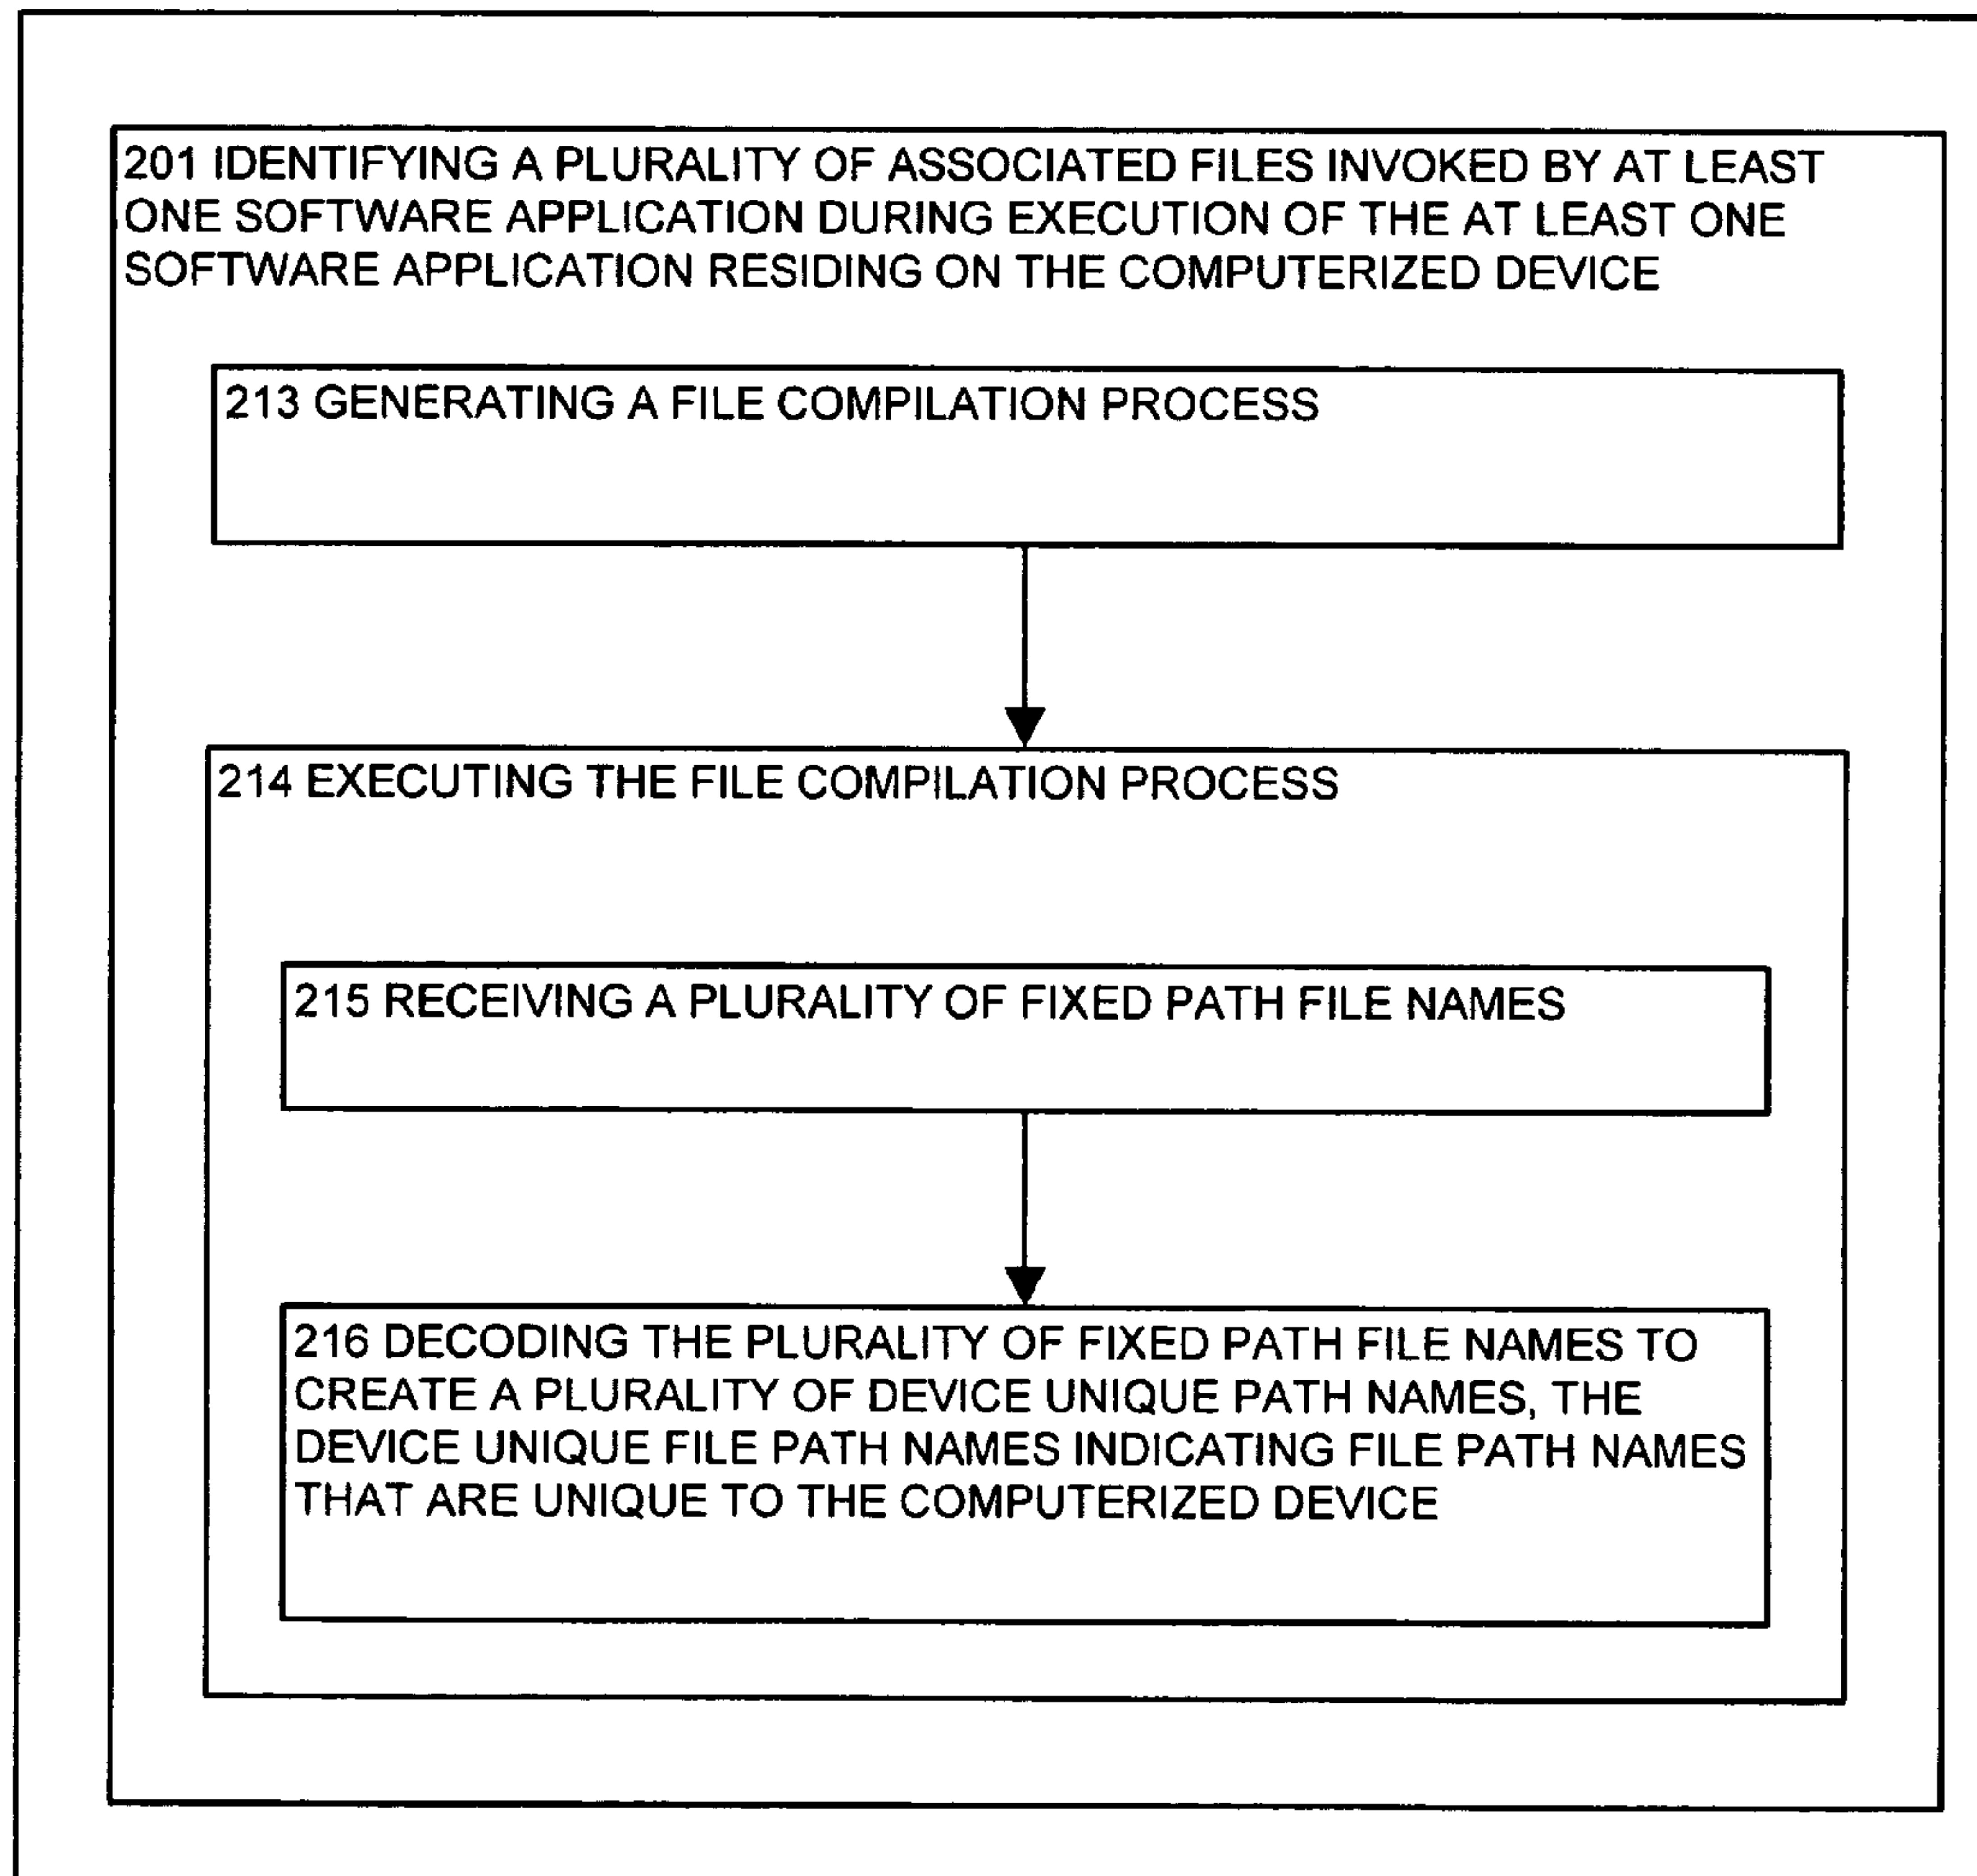 201 IDENTIFYING A PLURALITY OF ASSOCIATED FILES INVOKED BY AT LEAST
ONE SOFTWARE APPLICATION DURING EXECUTION OF THE AT LEAST ONE
SOFTWARE APPLICATION RESIDING ON THE COMPUTERIZED DEVICE
213 GENERATING A FILE COMPILATION PROCESS
214 EXECUTING THE FILE COMPILATION PROCESS
215 RECEIVING A PLURALITY OF FIXED PATH FILE NAMES
216 DECODING THE PLURALITY OF FIXED PATH FILE NAMES TO
CREATE A PLURALITY OF DEVICE UNIQUE PATH NAMES, THE
DEVICE UNIQUE FILE PATH NAMES INDICATING FILE PATH NAMES
THAT ARE UNIQUE TO THE COMPUTERIZED DEVICE